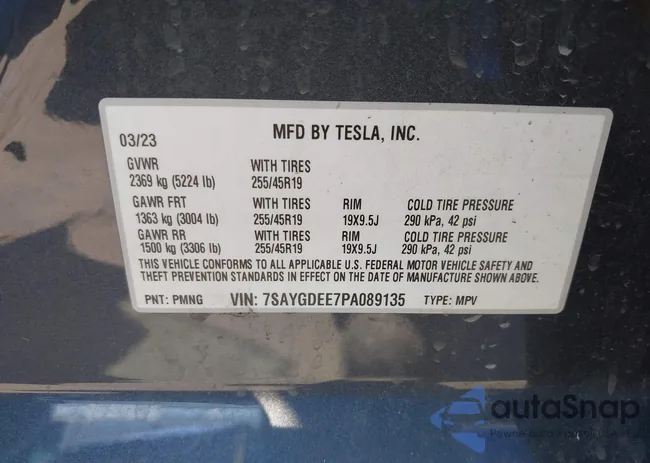 03/23 MFD BY TESLA, INC.
GVWR WITH TIRES
2369 kg (5224 lb) 255/45R19
GAWR FRT WITH TIRES RIM COLD TIRE PRESSURE
1363 kg (3004 lb) 255/45R19 19X9.5J 290 kPa, 42 psi
GAWR RR WITH TIRES RIM COLD TIRE PRESSURE
1500 kg (3306 lb) 255/45R19 19X9.5J 290 kPa, 42 psi
THIS VEHICLE CONFORMS TO ALL APPLICABLE U.S. FEDERAL MOTOR VEHICLE SAFETY AND
THEFT PREVENTION STANDARDS IN EFFECT ON THE DATE OF MANUFACTURE SHOWN ABOVE.
PNT: PMNG VIN: 7SAYGDEE7PA089135 TYPE: MPV
autaSnap